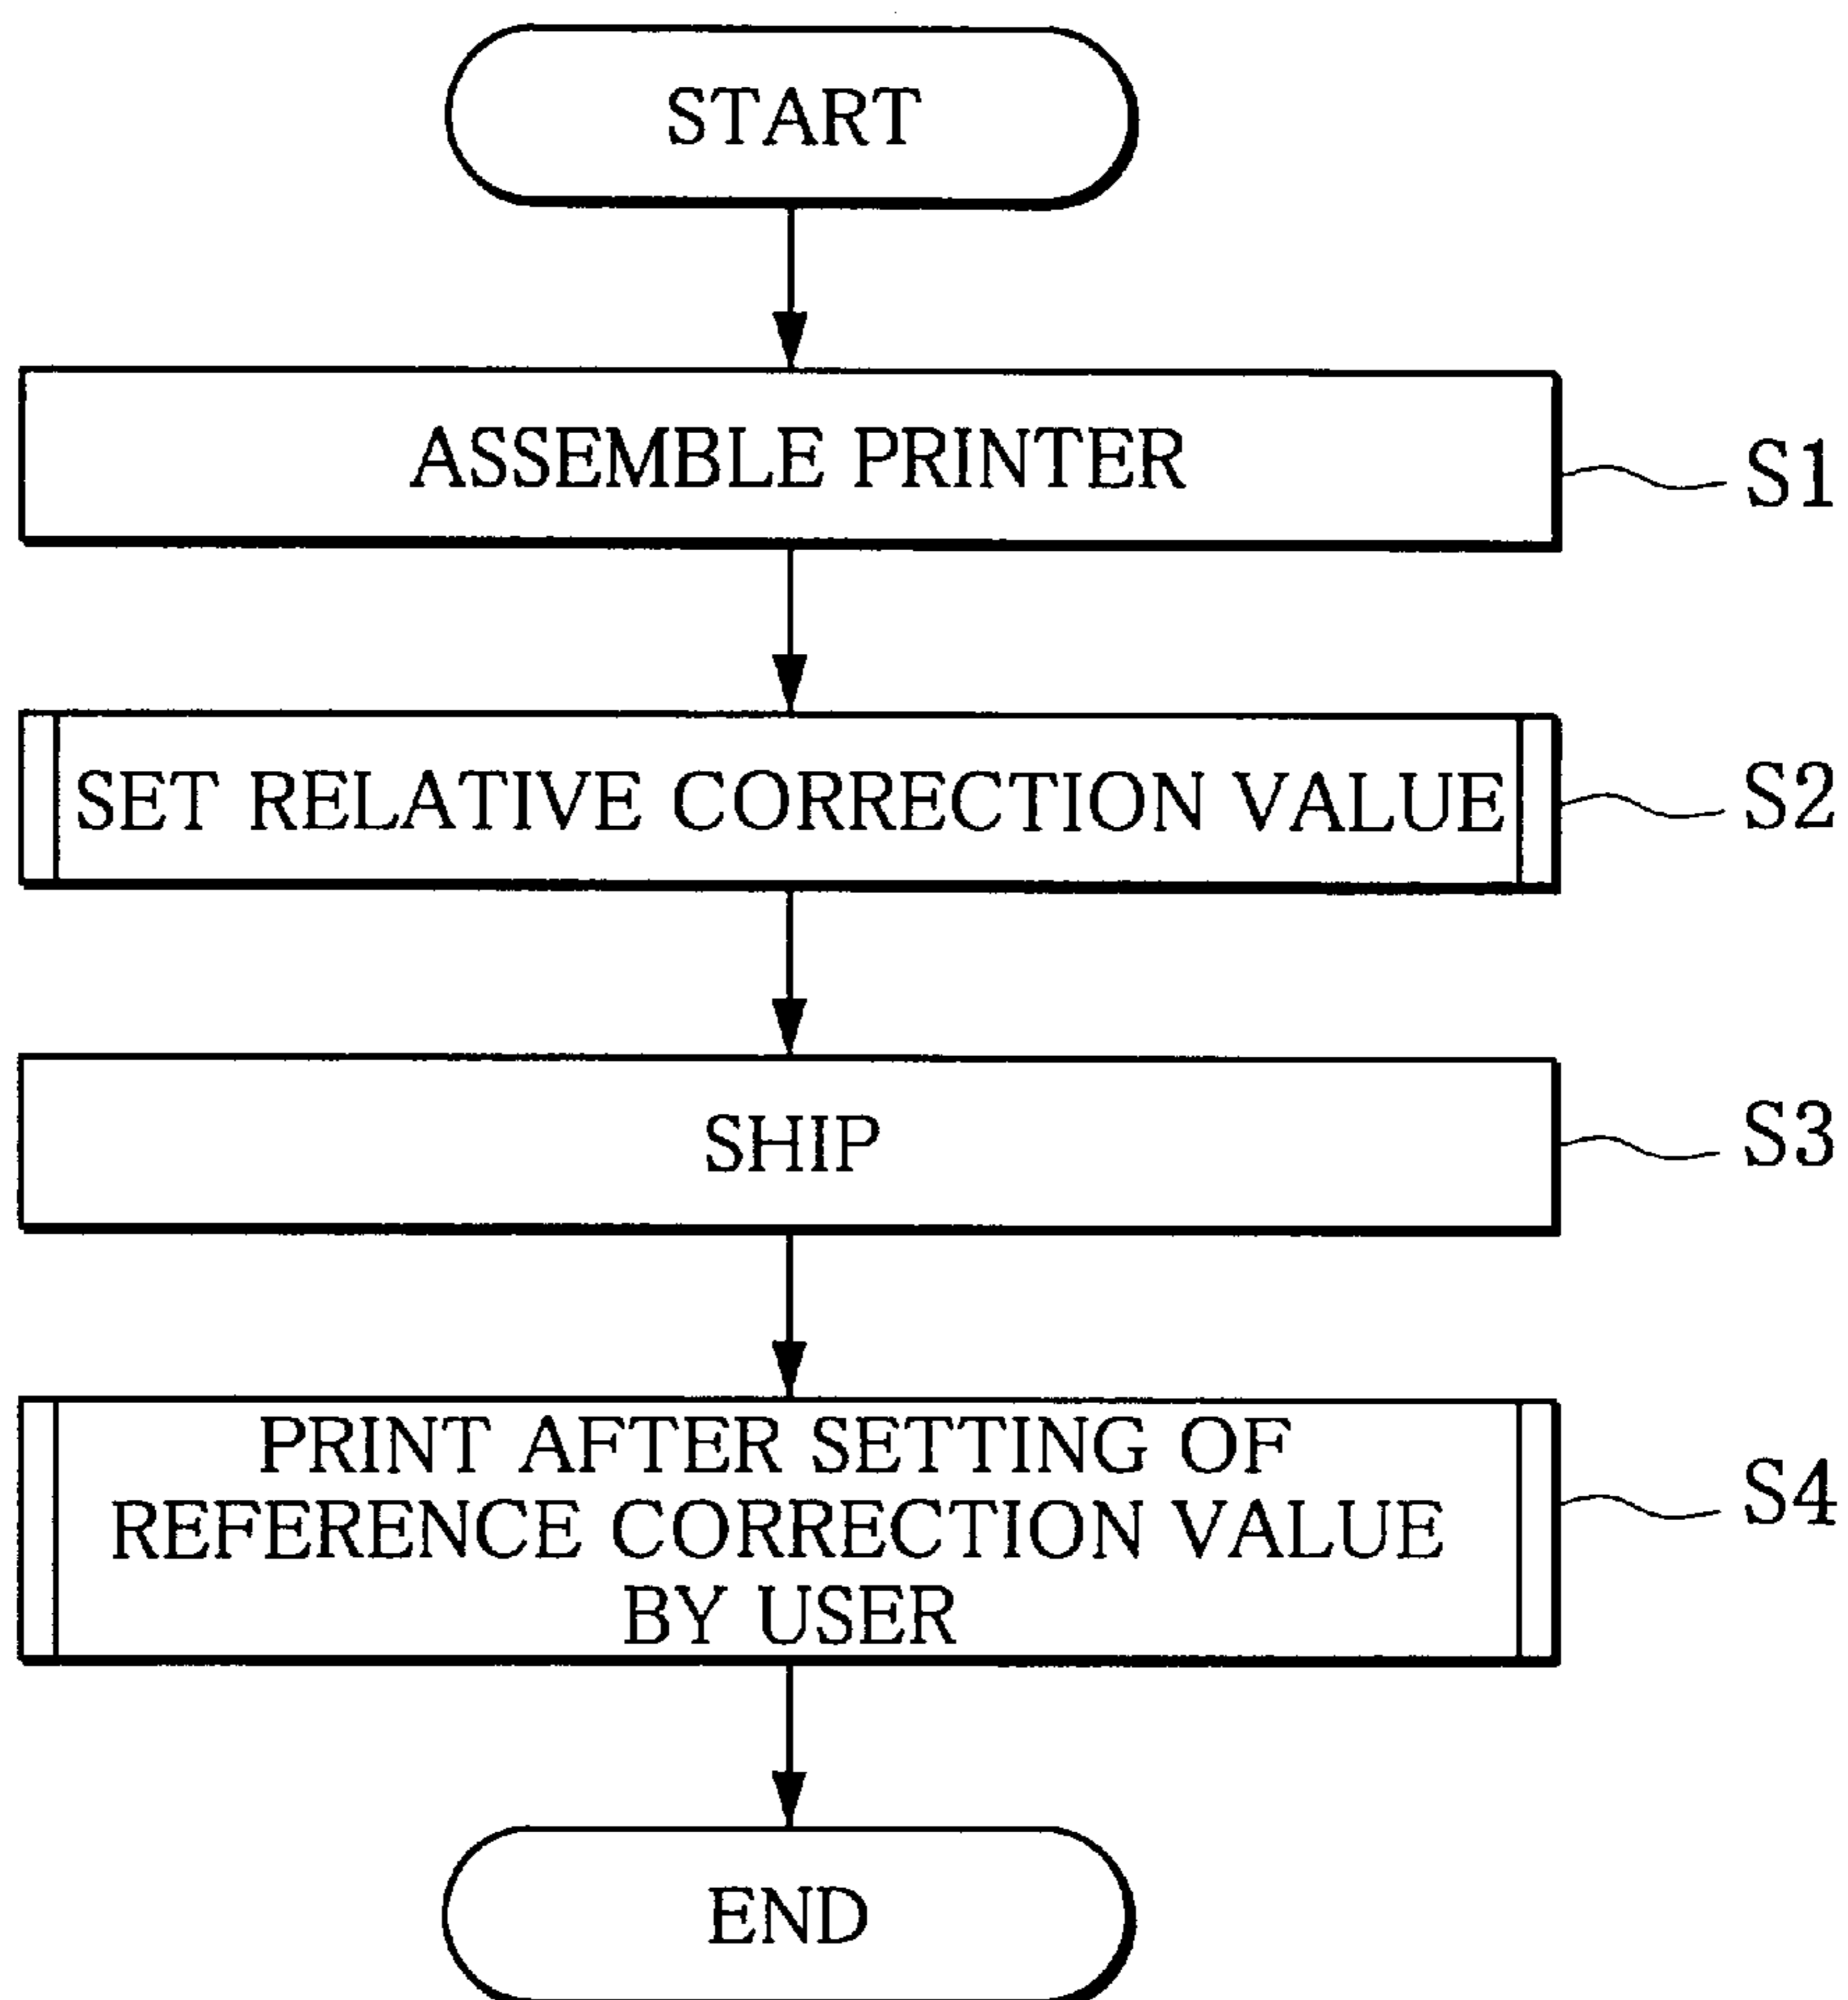 START
ASSEMBLE PRINTER
S1
SET RELATIVE CORRECTION VALUE
S2
SHIP
S3
PRINT AFTER SETTING OF
REFERENCE CORRECTION VALUE
BY USER
S4
END